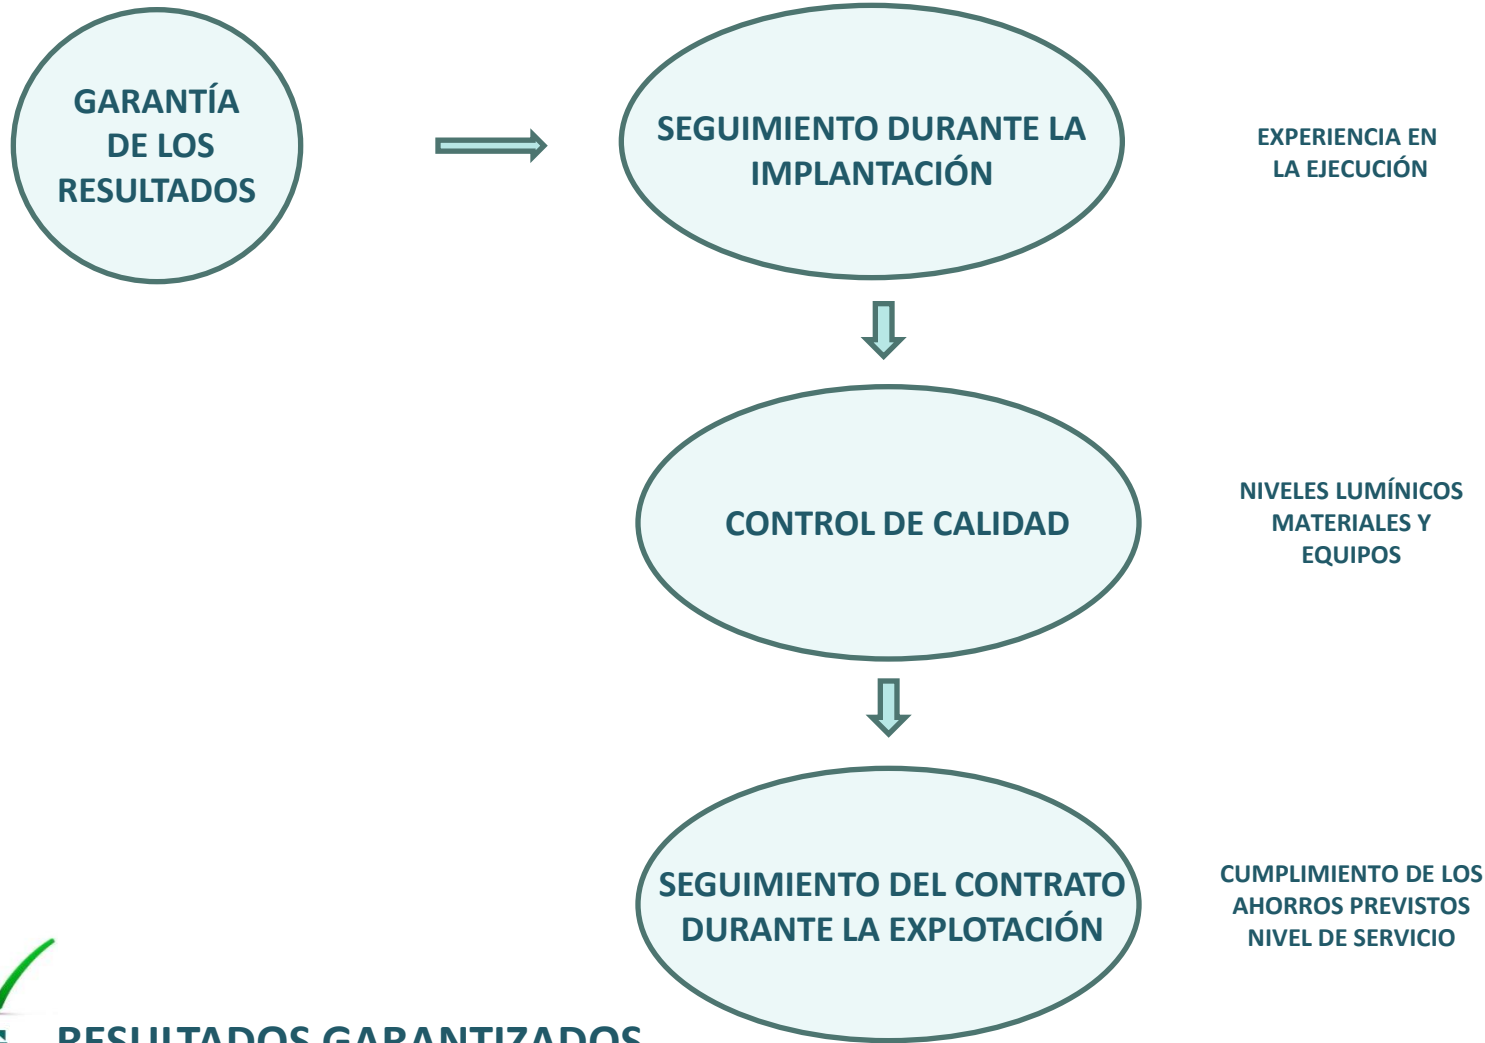 GARANTÍA
DE LOS
RESULTADOS
SEGUIMIENTO DURANTE LA
IMPLANTACIÓN
EXPERIENCIA EN
LA EJECUCIÓN
CONTROL DE CALIDAD
NIVELES LUMÍNICOS
MATERIALES Y
EQUIPOS
SEGUIMIENTO DEL CONTRATO
DURANTE LA EXPLOTACIÓN
CUMPLIMIENTO DE LOS
AHORROS PREVISTOS
NIVEL DE SERVICIO
RESULTADOS GARANTIZADOS